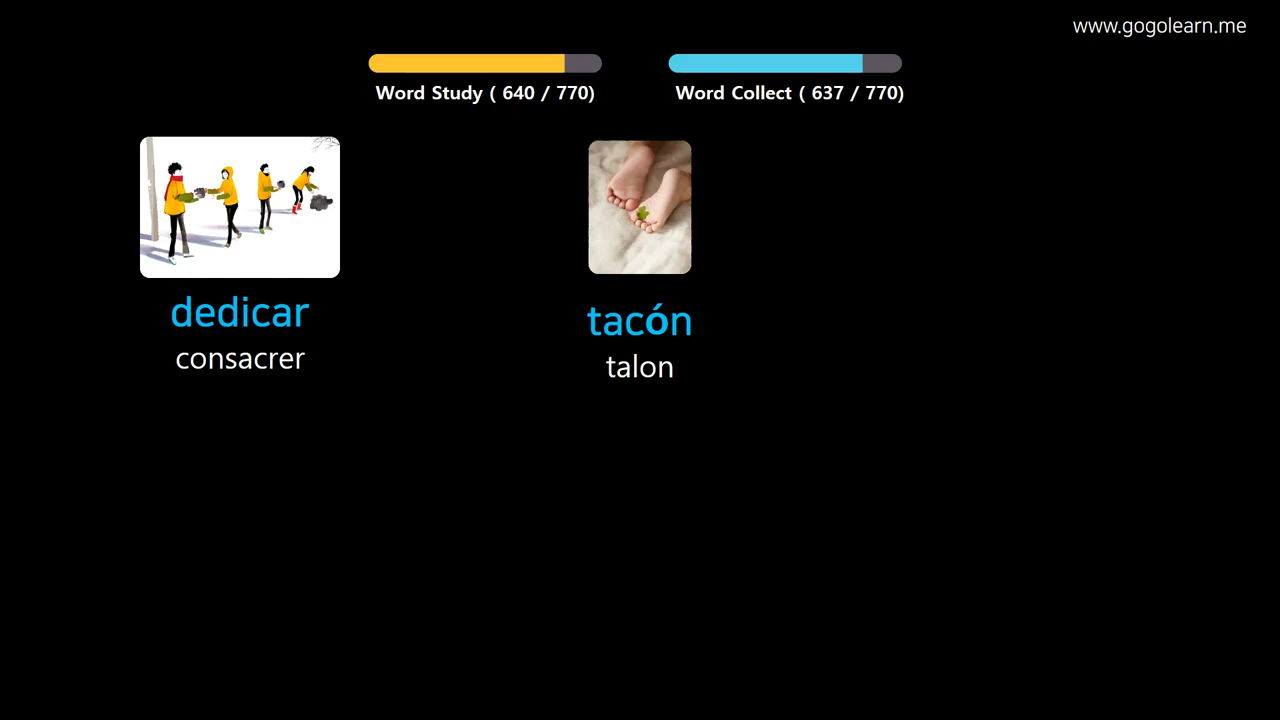 www.gogolearn.me
Word Study ( 640 / 770)
Word Collect ( 637 / 770)
dedicar
consacrer
tacón
talon